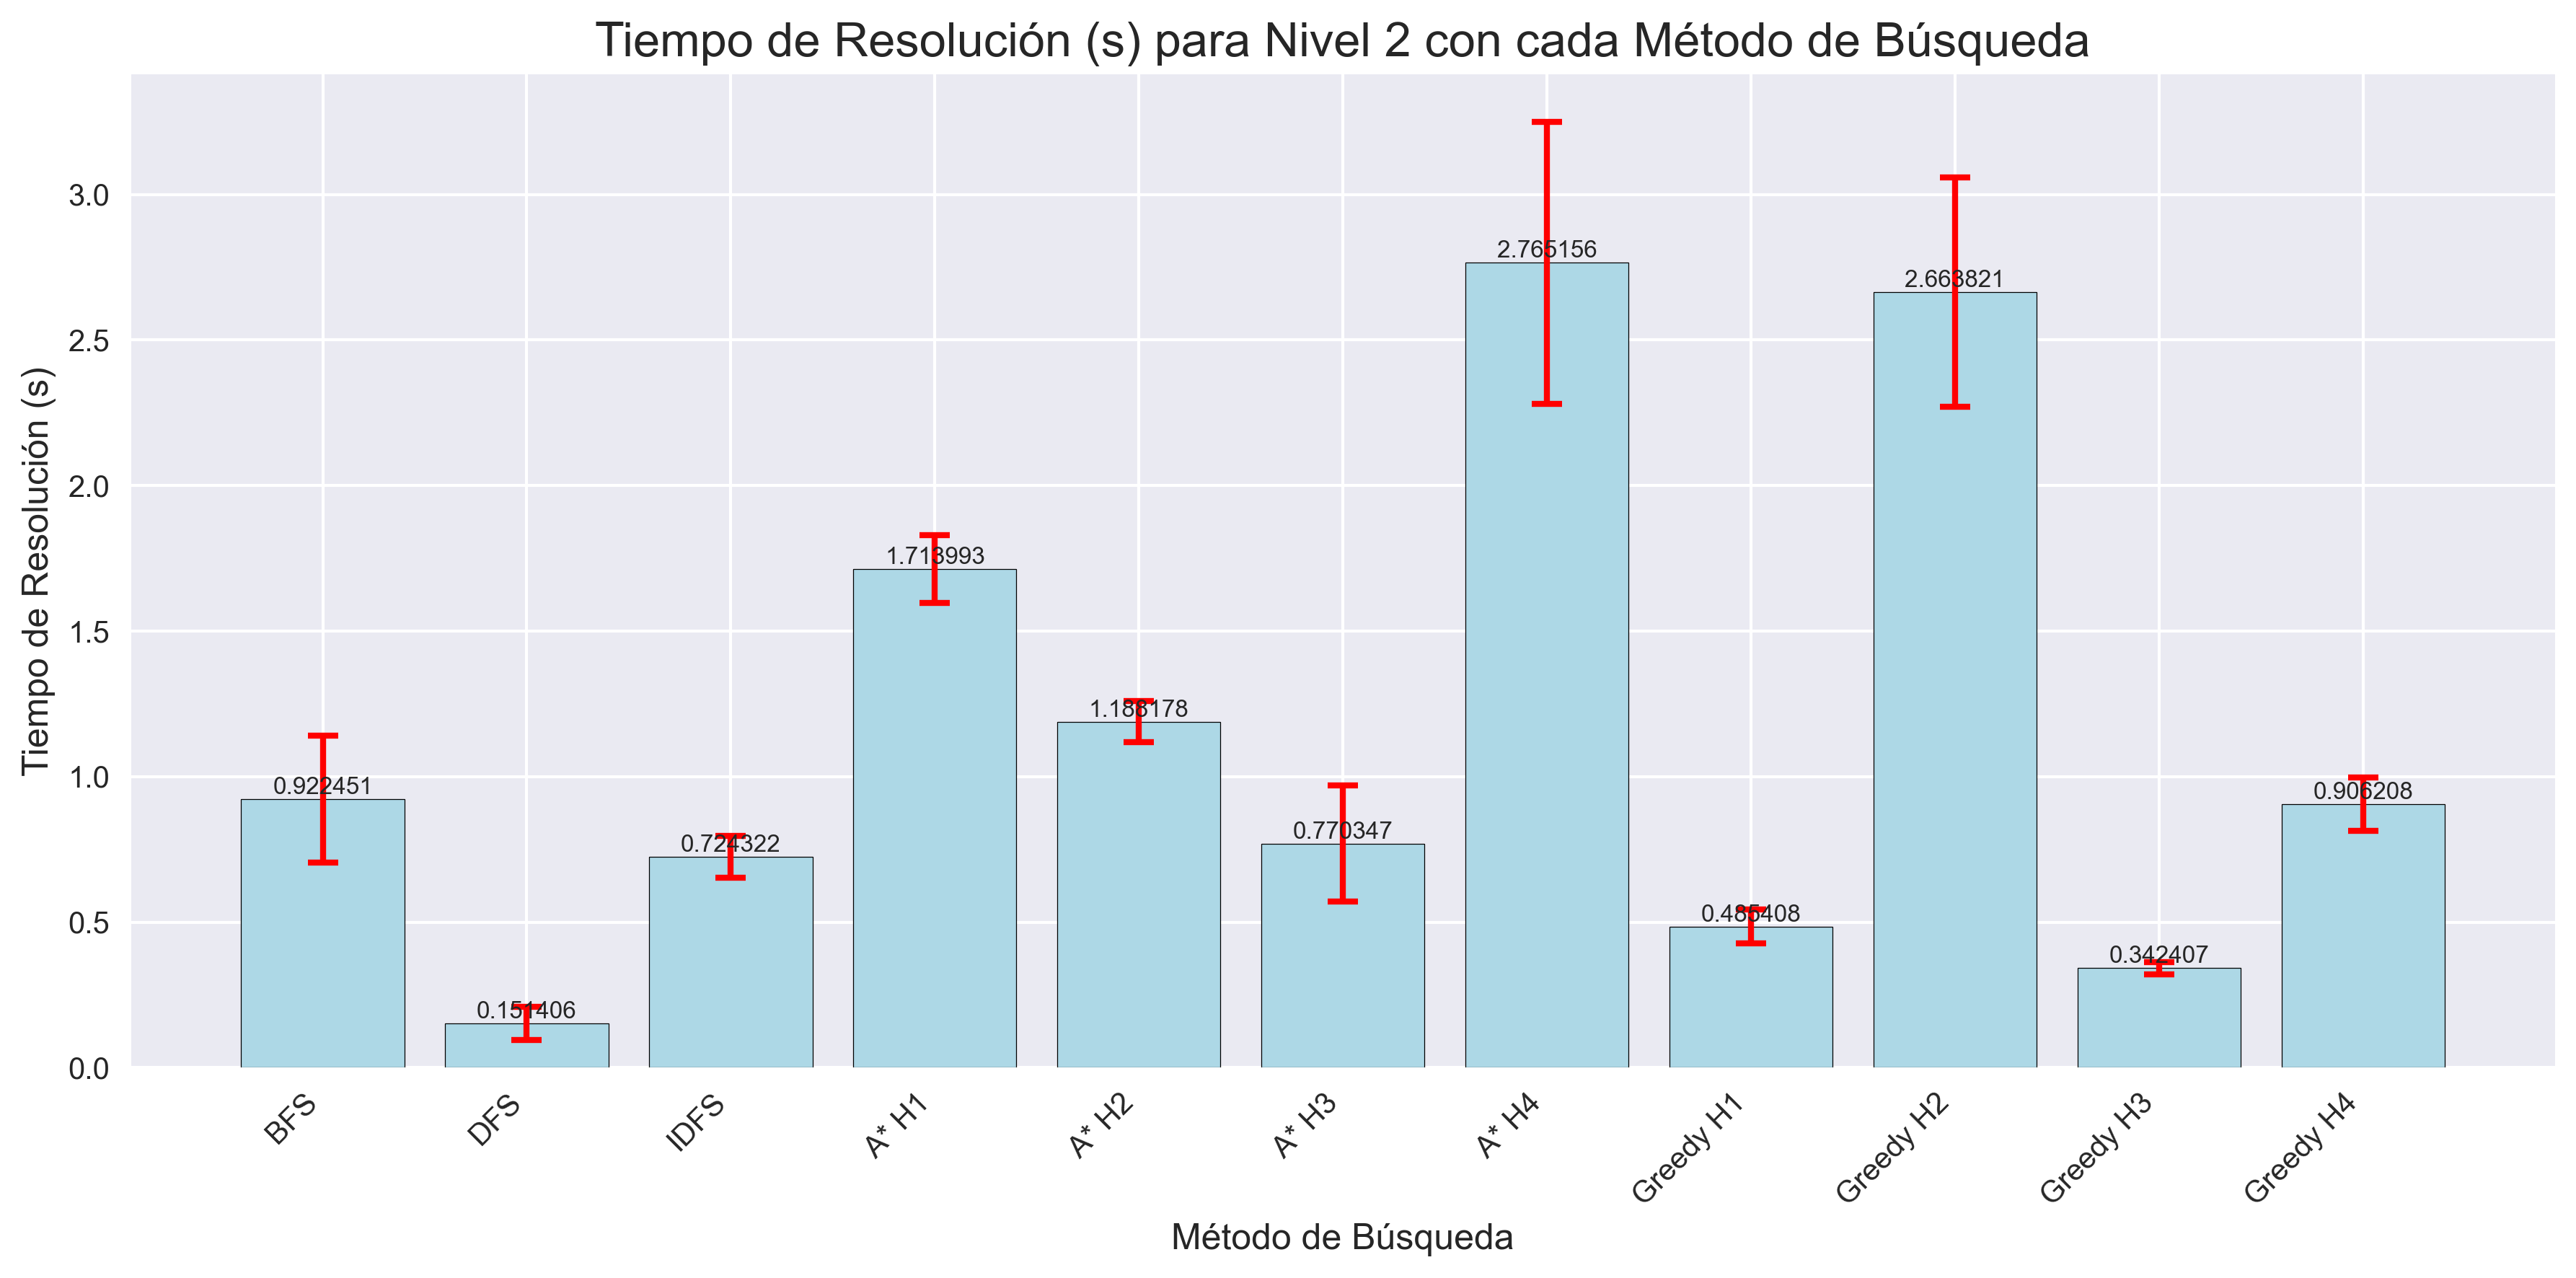 Tiempo de Resolución (s) para Nivel 2 con cada Método de Búsqueda
Tiempo de Resolución (s)
3.0
2.5
2.0
1.5
1.0
0.5
0.0
0.922451
0.151406
0.724322
1.713993
1.188178
0.770347
2.765156
0.485408
2.663821
0.342407
0.906208
BFS
DFS
IDFS
A* H1
A* H2
A* H3
A* H4
Greedy H1
Greedy H2
Greedy H3
Greedy H4
Método de Búsqueda